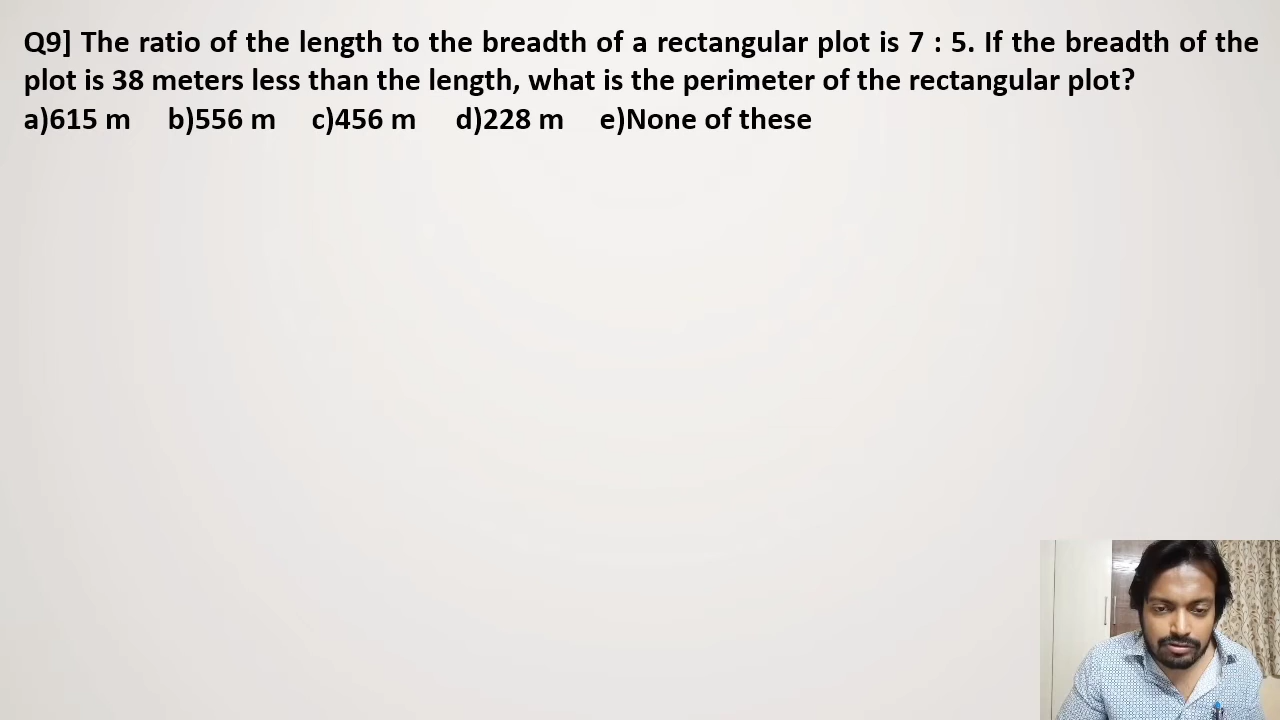 Q9] The ratio of the length to the breadth of a rectangular plot is 7 : 5. If the breadth of the
plot is 38 meters less than the length, what is the perimeter of the rectangular plot?
a)615 m b)556 m c)456 m d)228 m e)None of these